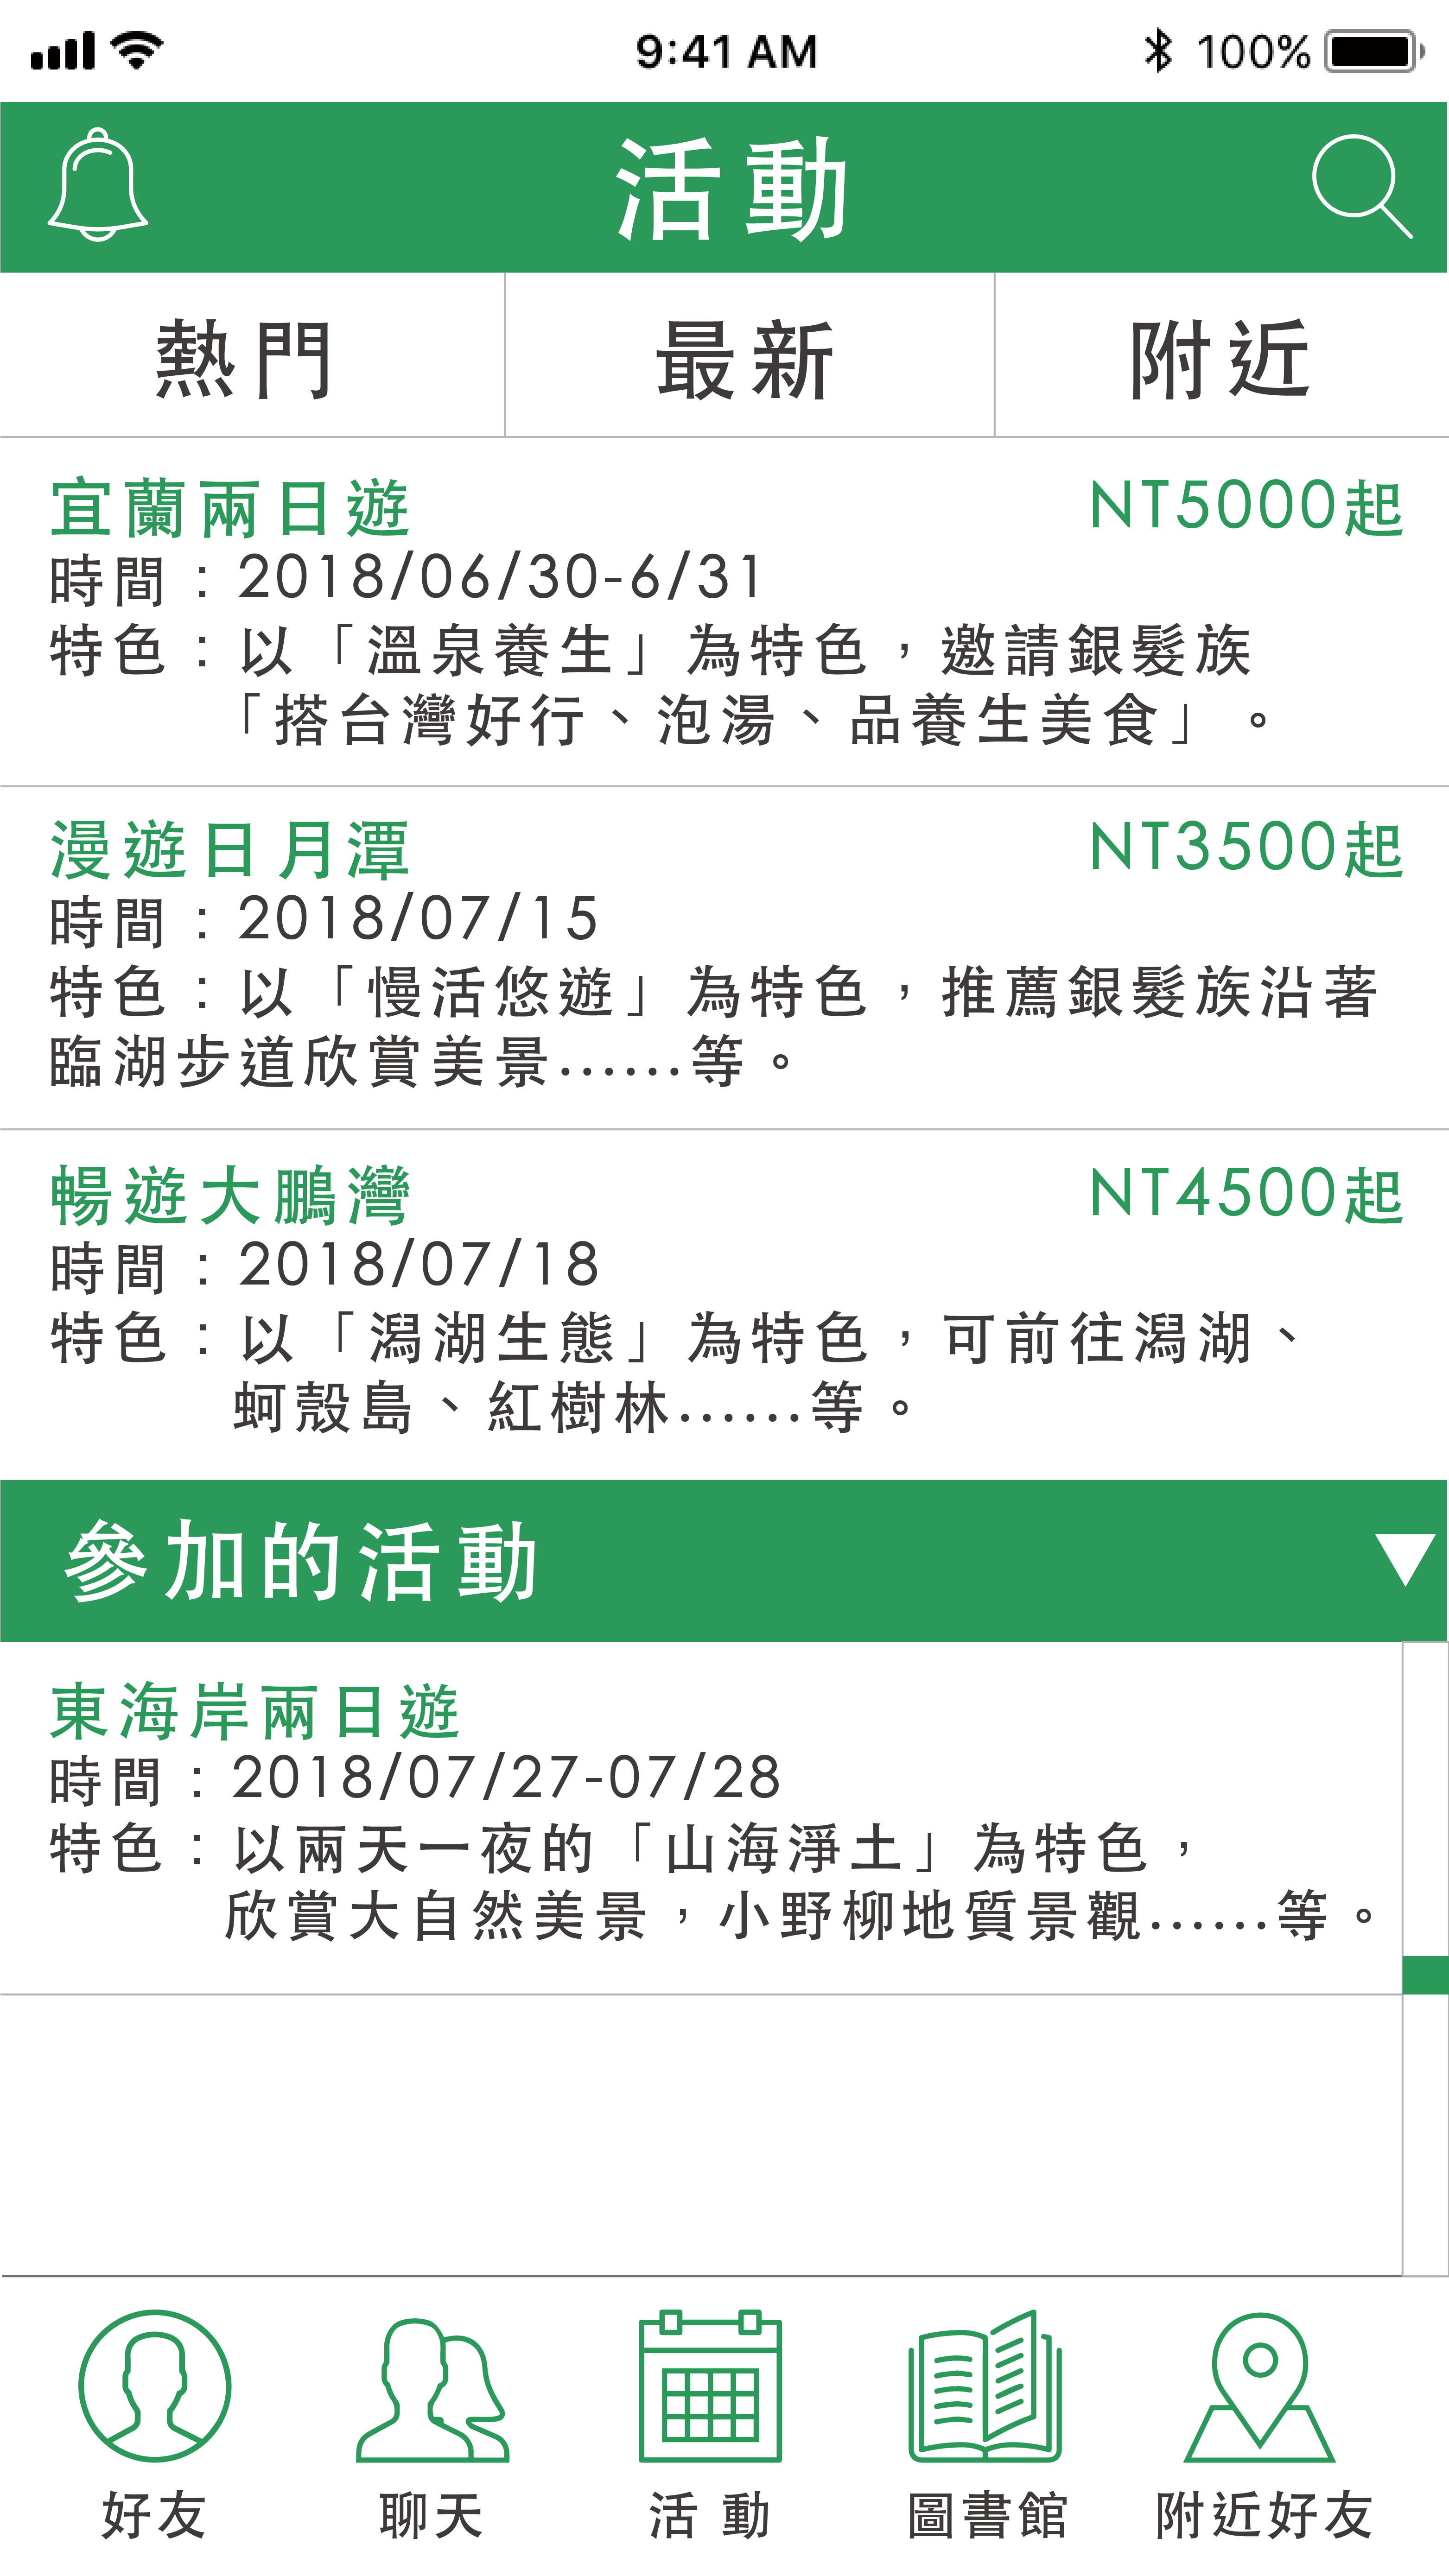 9:41 AM 100%
活動
熱門 最新 附近
宜蘭兩日遊 NT5000起
時間：2018/06/30-6/31
特色：以「溫泉養生」為特色，邀請銀髮族
「搭台灣好行、泡湯、品養生美食」。
漫遊日月潭 NT3500起
時間：2018/07/15
特色：以「慢活悠遊」為特色，推薦銀髮族沿著
臨湖步道欣賞美景......等。
暢遊大鵬灣 NT4500起
時間：2018/07/18
特色：以「潟湖生態」為特色，可前往潟湖、
蚵殼島、紅樹林......等。
參加的活動
東海岸兩日遊
時間：2018/07/27-07/28
特色：以兩天一夜的「山海淨土」為特色，
欣賞大自然美景，小野柳地質景觀......等。
好友 聊天 活動 圖書館 附近好友